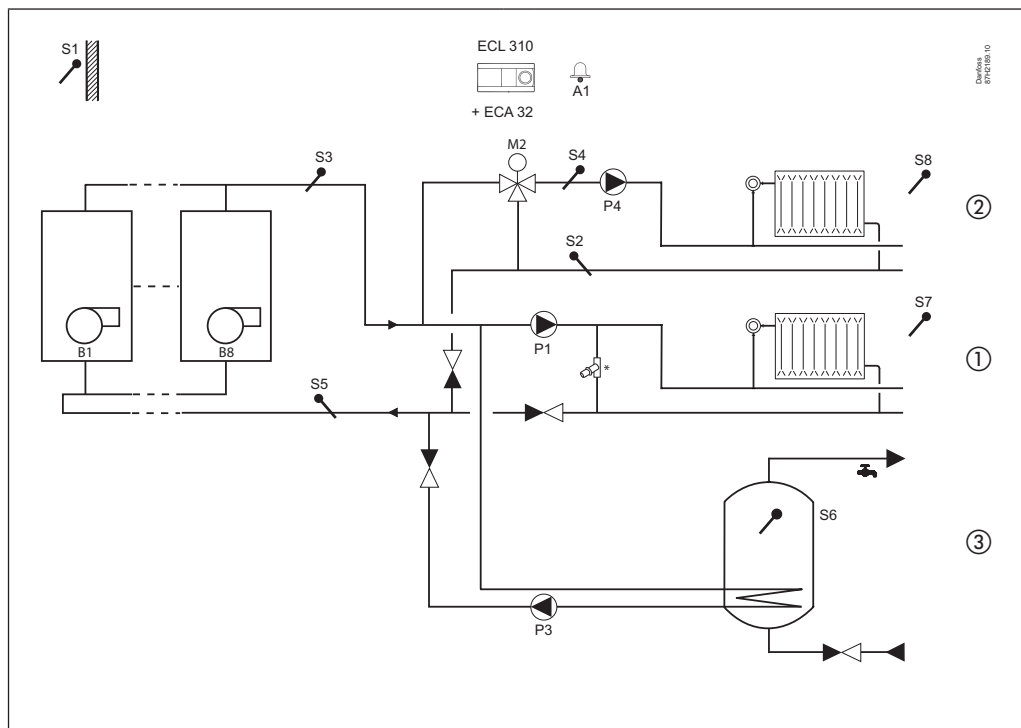 S1
ECL 310
A1
+ ECA 32
Danfoss
87H2169.10
M2
S3
S4
S8
P4
②
S2
S7
B1
B8
P1
*
①
S5
S6
③
P3